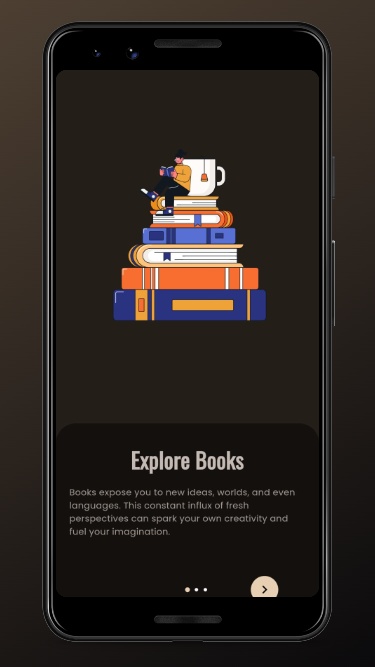 Explore Books
Books expose you to new ideas, worlds, and even
languages. This constant influx of fresh
perspectives can spark your own creativity and
fuel your imagination.